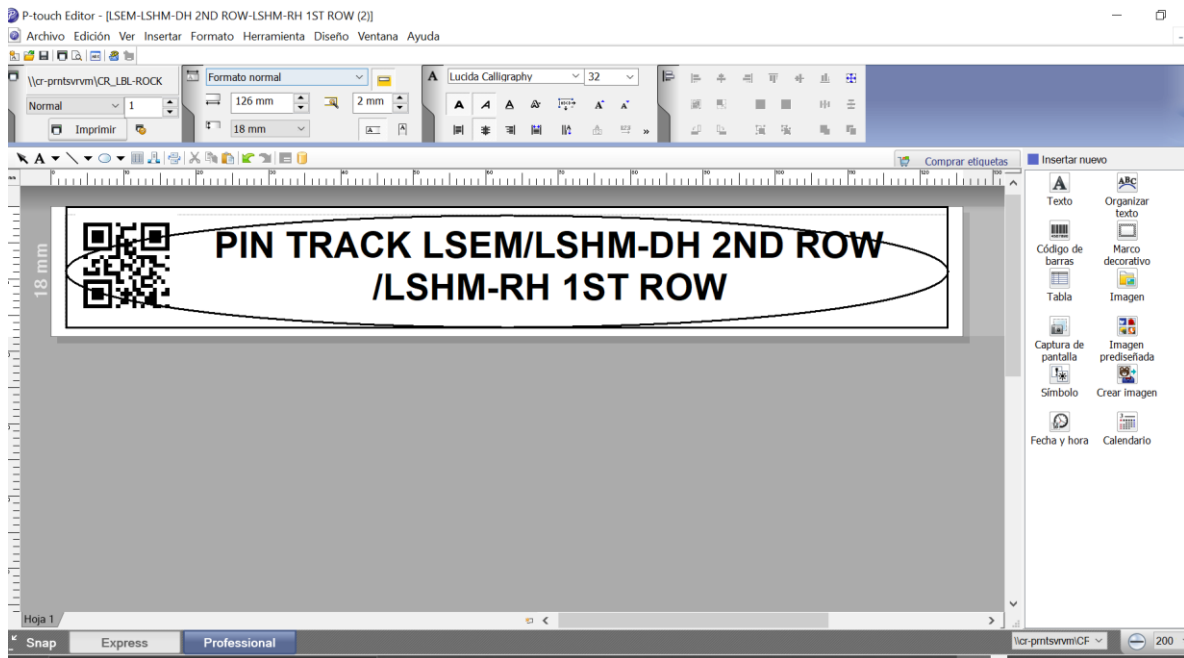 P-touch Editor - [LSEM-LSHM-DH 2ND ROW-LSHM-RH 1ST ROW (2)]
Archivo Edición Ver Insertar Formato Herramienta Diseño Ventana Ayuda
\\cr-prntsvrvm\CR_LBL-ROCK
Normal 1
Imprimir
Formato normal
126 mm 2 mm
18 mm
A Lucida Calligraphy 32
Comprar etiquetas
18 mm
PIN TRACK LSEM/LSHM-DH 2ND ROW
/LSHM-RH 1ST ROW
Insertar nuevo
Texto
Organizar
texto
Código de
barras
Marco
decorativo
Tabla
Imagen
Captura de
pantalla
Imagen
prediseñada
Símbolo
Crear imagen
Fecha y hora
Calendario
Hoja 1
Snap Express Professional
\\cr-prntsvrvm\CF 200